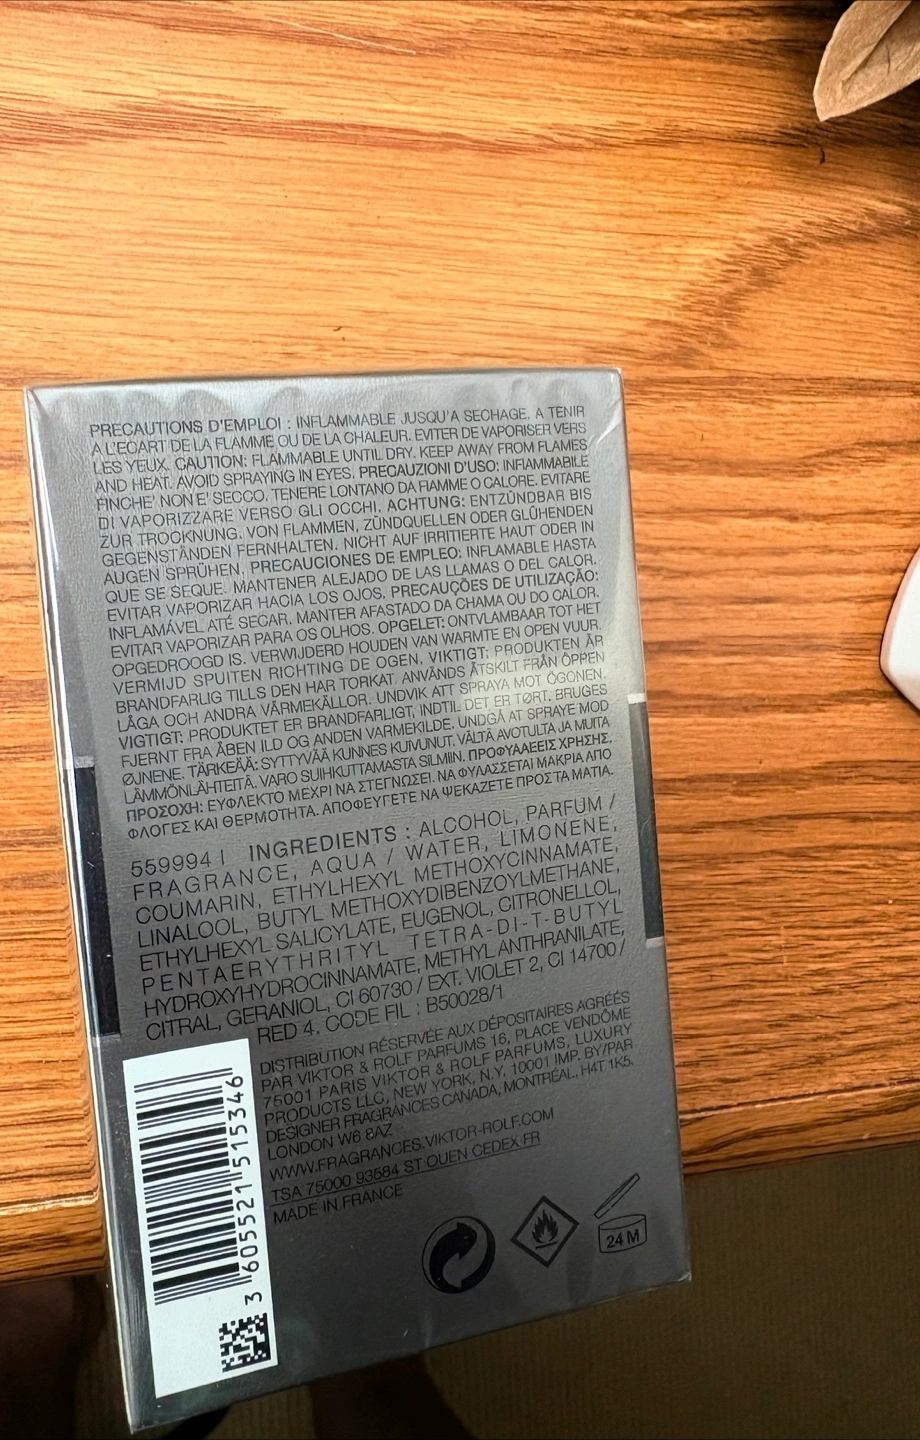 PRECAUTIONS D'EMPLOI : INFLAMMABLE JUSQU'A SECHAGE. A TENIR
A L'ECART DE LA FLAMME OU DE LA CHALEUR. EVITER DE VAPORISER VERS
LES YEUX. CAUTION: FLAMMABLE UNTIL DRY. KEEP AWAY FROM FLAMES
AND HEAT. AVOID SPRAYING IN EYES. PRECAUZIONI D'USO: INFIAMMABILE
FINCHE' NON E' SECCO. TENERE LONTANO DA FIAMME O CALORE. EVITARE
DI VAPORIZZARE VERSO GLI OCCHI. ACHTUNG: ENTZÜNDBAR BIS
ZUR TROCKNUNG. VON FLAMMEN, ZÜNDQUELLEN ODER GLÜHENDEN
GEGENSTÄNDEN FERNHALTEN. NICHT AUF IRRITIERTE HAUT ODER IN
AUGEN SPRÜHEN. PRECAUCIONES DE EMPLEO: INFLAMABLE HASTA
QUE SE SEQUE. MANTENER ALEJADO DE LAS LLAMAS O DEL CALOR.
EVITAR VAPORIZAR HACIA LOS OJOS. PRECAUÇÕES DE UTILIZAÇÃO:
INFLAMÁVEL ATÉ SECAR. MANTER AFASTADO DA CHAMA OU DO CALOR.
EVITAR VAPORIZAR PARA OS OLHOS. OPGELET: ONTVLAMBAAR TOT HET
OPGEDROOGD IS. VERWIJDERD HOUDEN VAN WARMTE EN OPEN VUUR.
VERMIJD SPUITEN RICHTING DE OGEN. VIKTIGT: PRODUKTEN ÄR
BRANDFARLIG TILLS DEN HAR TORKAT. ANVÄNDS ÅTSKILT FRÅN ÖPPEN
LÅGA OCH ANDRA VÄRMEKÄLLOR. UNDVIK ATT SPRAYA MOT ÖGONEN.
VIGTIGT: PRODUKTET ER BRANDFARLIGT, INDTIL DET ER TØRT. BRUGES
FJERNT FRA ÅBEN ILD OG ANDEN VARMEKILDE. UNDGÅ AT SPRAYE MOD
ØJNENE. TÄRKEÄÄ: SYTTYVÄÄ KUNNES KUIVUNUT. VÄLTÄ AVOTULTA JA MUITA
LÄMMÖNLÄHTEITÄ. VARO SUIHKUTTAMASTA SILMIIN. ΠΡΟΦΥΛΑΞΕΙΣ ΧΡΗΣΗΣ.
ΠΡΟΣΟΧΗ: ΕΥΦΛΕΚΤΟ ΜΕΧΡΙ ΝΑ ΣΤΕΓΝΩΣΕΙ. ΝΑ ΦΥΛΑΣΣΕΤΑΙ ΜΑΚΡΙΑ ΑΠΟ
ΦΛΟΓΕΣ ΚΑΙ ΘΕΡΜΟΤΗΤΑ. ΑΠΟΦΕΥΓΕΤΕ ΝΑ ΨΕΚΑΖΕΤΕ ΠΡΟΣ ΤΑ ΜΑΤΙΑ.
559994 I INGREDIENTS : ALCOHOL, PARFUM /
FRAGRANCE, AQUA / WATER, LIMONENE,
COUMARIN, ETHYLHEXYL METHOXYCINNAMATE,
LINALOOL, BUTYL METHOXYDIBENZOYLMETHANE,
ETHYLHEXYL SALICYLATE, EUGENOL, CITRONELLOL,
PENTAERYTHRITYL TETRA-DI-T-BUTYL
HYDROXYHYDROCINNAMATE, METHYL ANTHRANILATE,
CITRAL, GERANIOL, CI 60730 / EXT. VIOLET 2, CI 14700 /
RED 4. CODE FIL : B50028/1
DISTRIBUTION RÉSERVÉE AUX DÉPOSITAIRES AGRÉÉS
PAR VIKTOR & ROLF PARFUMS 16, PLACE VENDÔME
75001 PARIS VIKTOR & ROLF PARFUMS, LUXURY
PRODUCTS LLC, NEW YORK, N.Y. 10001 IMP. BY/PAR
DESIGNER FRAGRANCES CANADA, MONTRÉAL, H4T 1K5.
LONDON W6 8AZ
WWW.FRAGRANCES.VIKTOR-ROLF.COM
TSA 75000 93584 ST OUEN CEDEX-FR
MADE IN FRANCE
24 M
3 605521 515346